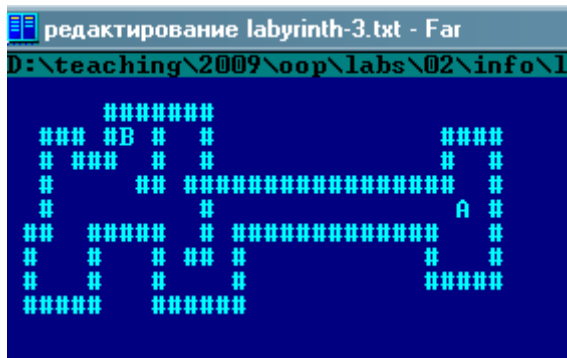 редактирование labyrinth-3.txt - Far
D:\teaching\2009\oop\labs\02\info\l
      #######
  ### #B #  #              ####
  # ###  #  #              #  #
  #     ## #################  #
  #         #               A #
 ##  #####  # #############   #
 #   #   # ## #           #   #
 #   #   #    #           #####
 #####   ######